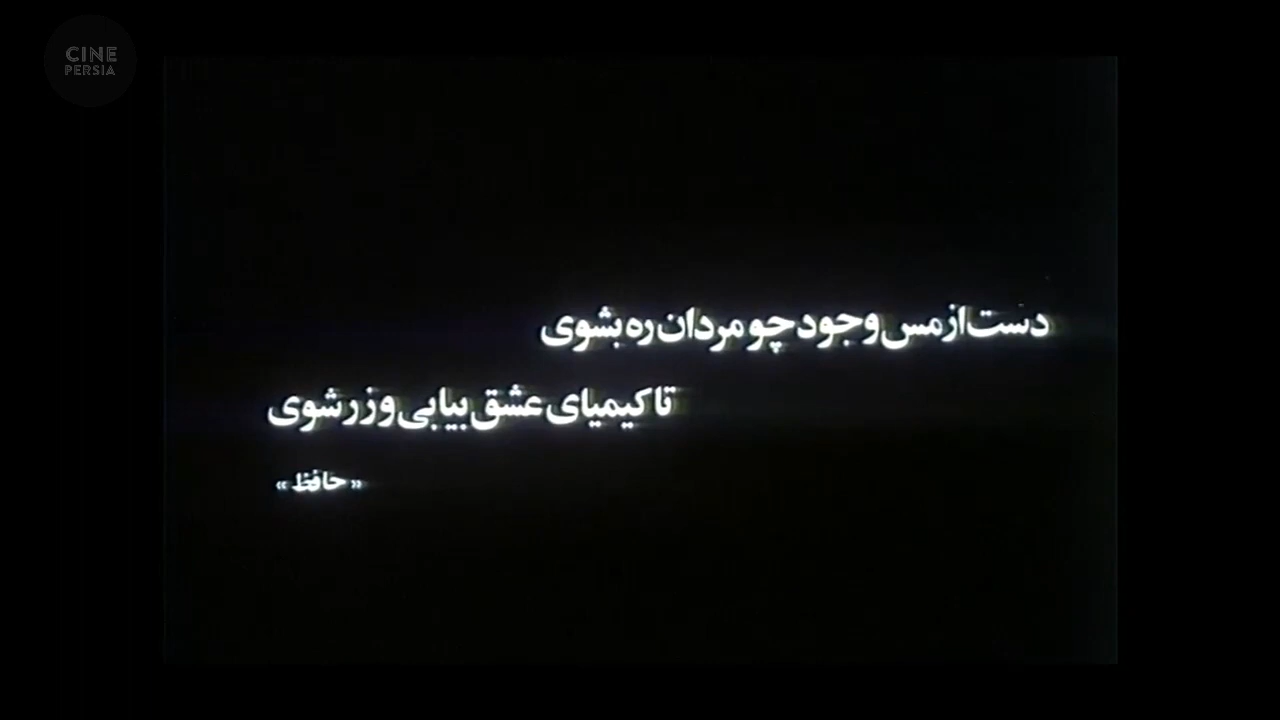 CINE
PERSIA
دست از مس وجود چو مردان ره بشوی
تا کیمیای عشق بیابی و زر شوی
«حافظ»